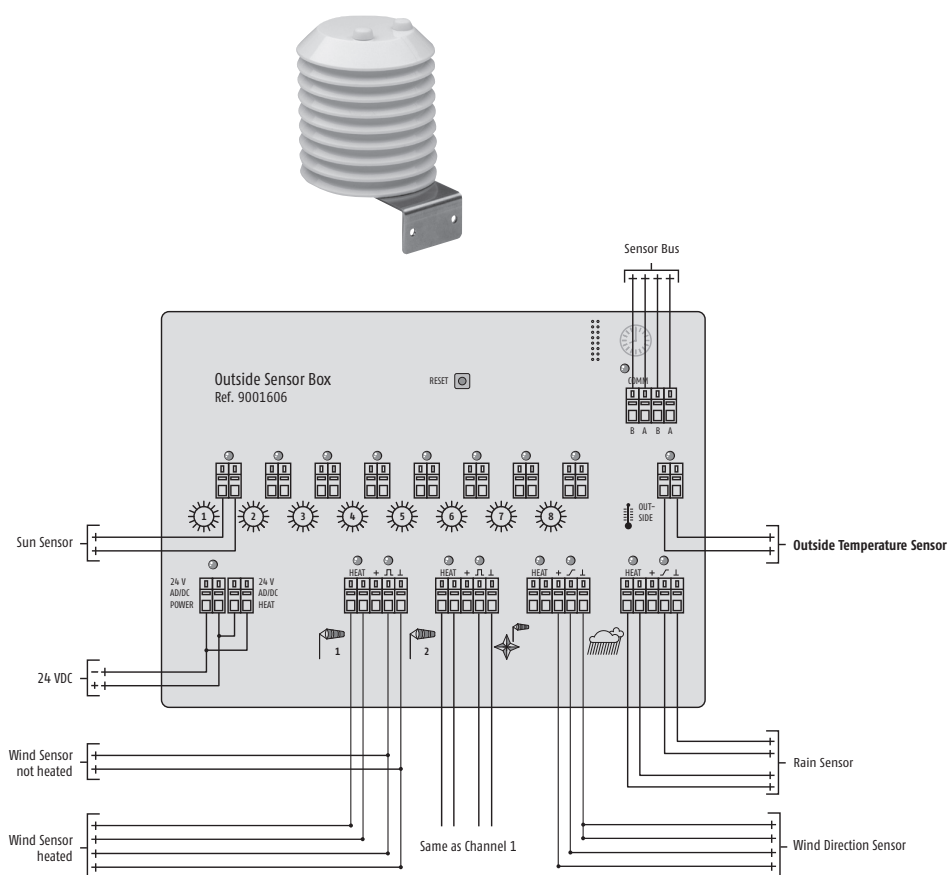 Sensor Bus
Outside Sensor Box
Ref. 9001606
RESET
COMM
B A B A
1 2 3 4 5 6 7 8
OUT-
SIDE
Sun Sensor
Outside Temperature Sensor
24 V
AD/DC
POWER
24 V
AD/DC
HEAT
HEAT +
HEAT +
HEAT +
HEAT +
1
2
24 VDC
- +
+ +
Wind Sensor
not heated
Rain Sensor
Wind Sensor
heated
Same as Channel 1
Wind Direction Sensor